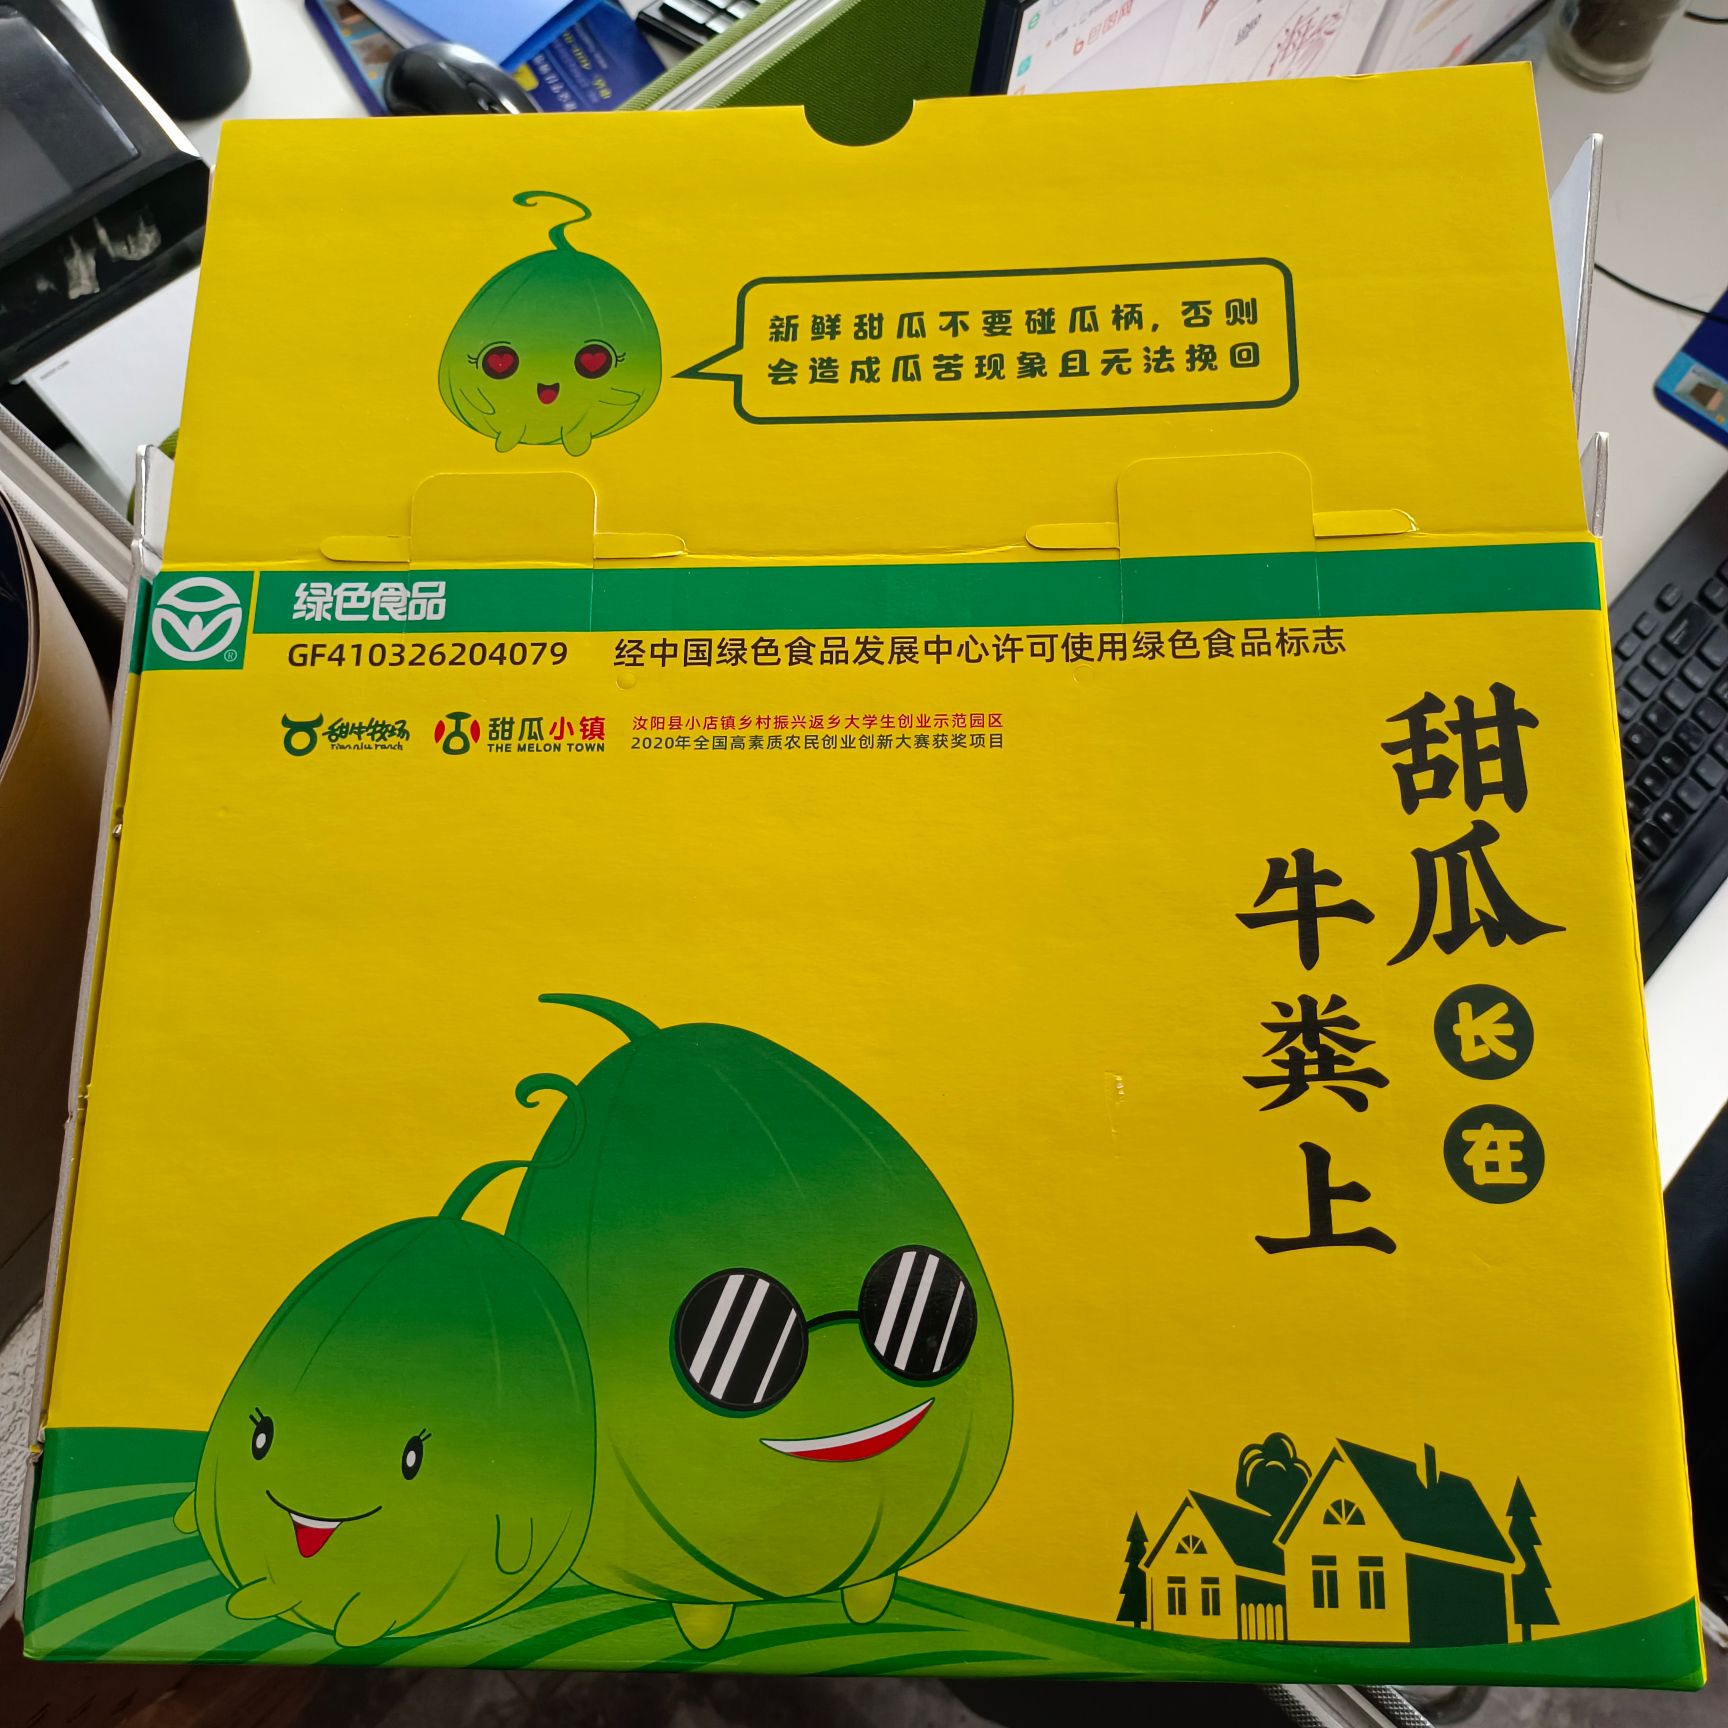 新鲜甜瓜不要碰瓜柄，否则
会造成瓜苦现象且无法挽回
绿色食品
GF410326204079 经中国绿色食品发展中心许可使用绿色食品标志
甜牛牧场
Tianniu ranch
甜瓜小镇
THE MELON TOWN
汝阳县小店镇乡村振兴返乡大学生创业示范园区
2020年全国高素质农民创业创新大赛获奖项目
甜瓜长在
牛粪上